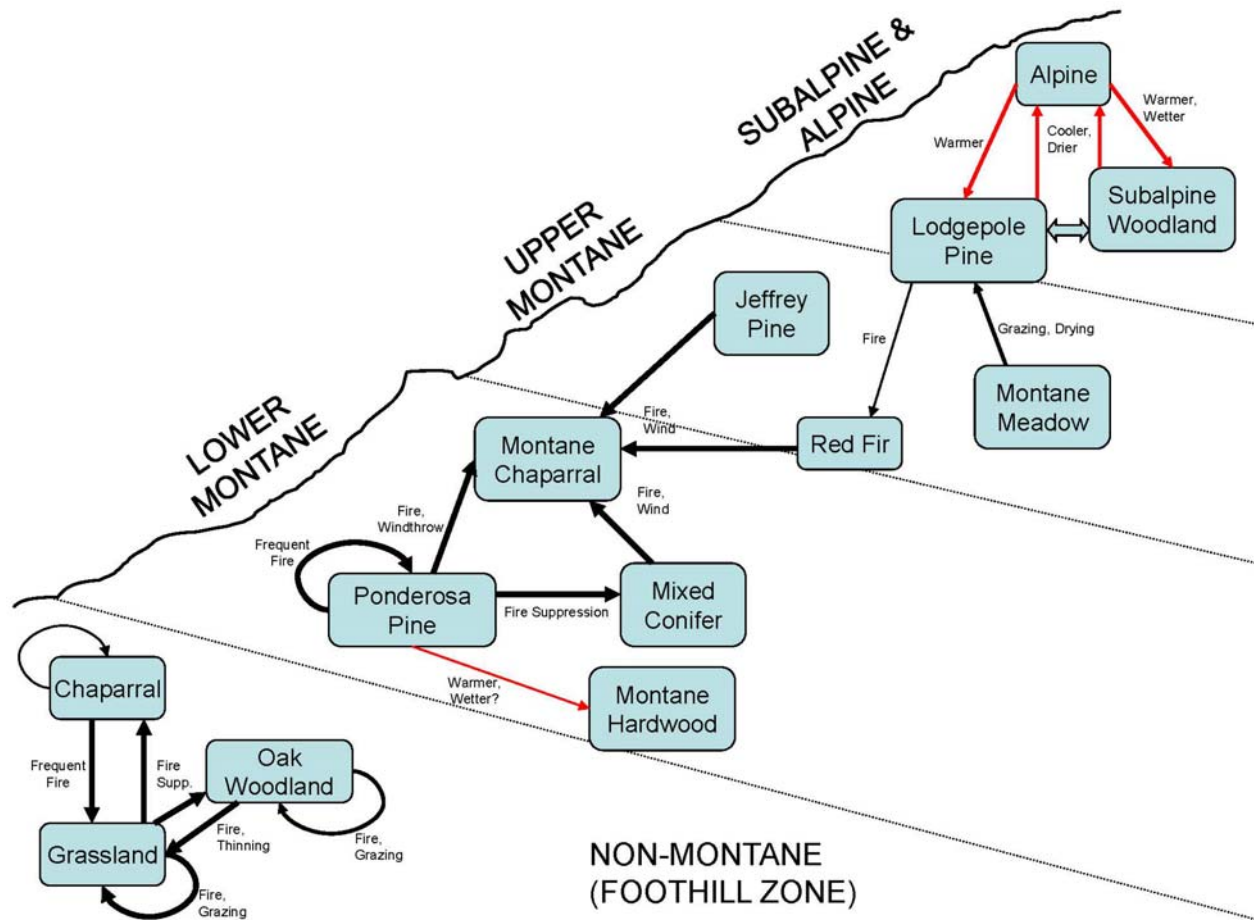 SUBALPINE &
ALPINE
Alpine
Warmer,
Wetter
Warmer
Cooler,
Drier
Subalpine
Woodland
Lodgepole
Pine
UPPER
MONTANE
Jeffrey
Pine
Fire
Grazing, Drying
Montane
Meadow
Red Fir
Fire,
Wind
LOWER
MONTANE
Montane
Chaparral
Fire,
Windthrow
Fire,
Wind
Frequent
Fire
Ponderosa
Pine
Fire Suppression
Mixed
Conifer
Warmer,
Wetter?
Montane
Hardwood
Chaparral
Frequent
Fire
Fire
Supp.
Oak
Woodland
Fire,
Thinning
Fire,
Grazing
Grassland
Fire,
Grazing
NON-MONTANE
(FOOTHILL ZONE)